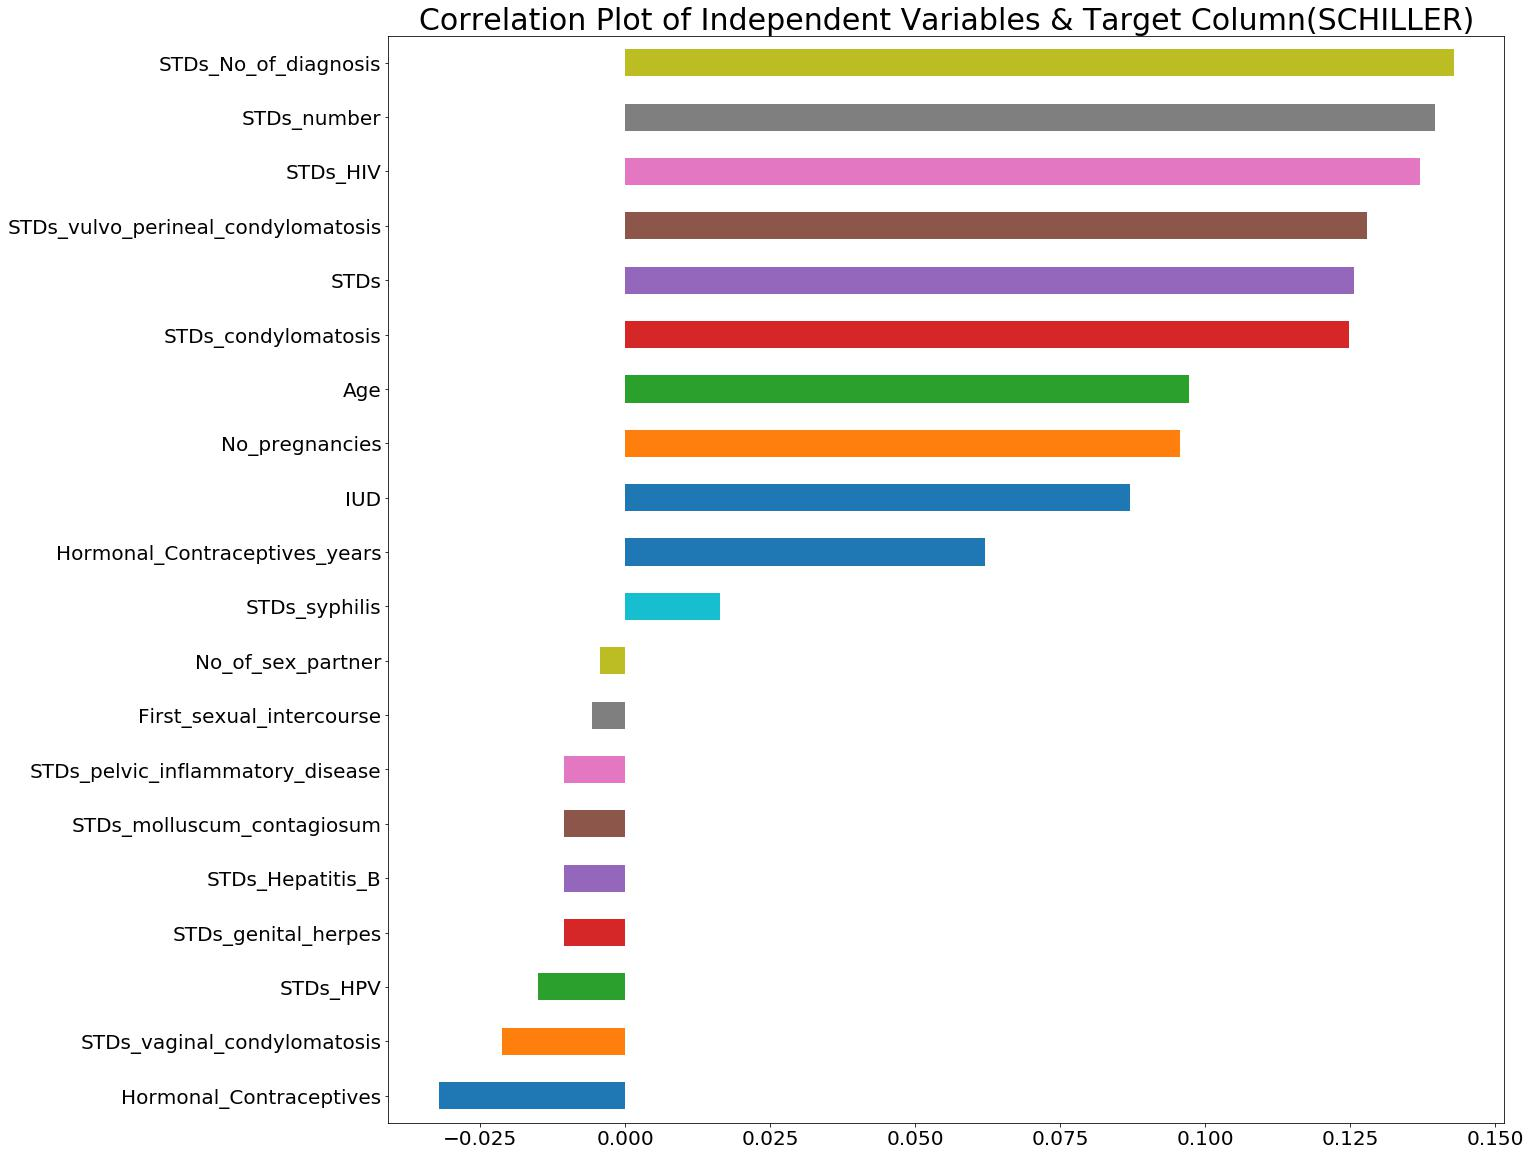 Correlation Plot of Independent Variables & Target Column(SCHILLER)
STDs_No_of_diagnosis
STDs_number
STDs_HIV
STDs_vulvo_perineal_condylomatosis
STDs
STDs_condylomatosis
Age
No_pregnancies
IUD
Hormonal_Contraceptives_years
STDs_syphilis
No_of_sex_partner
First_sexual_intercourse
STDs_pelvic_inflammatory_disease
STDs_molluscum_contagiosum
STDs_Hepatitis_B
STDs_genital_herpes
STDs_HPV
STDs_vaginal_condylomatosis
Hormonal_Contraceptives
−0.025 0.000 0.025 0.050 0.075 0.100 0.125 0.150